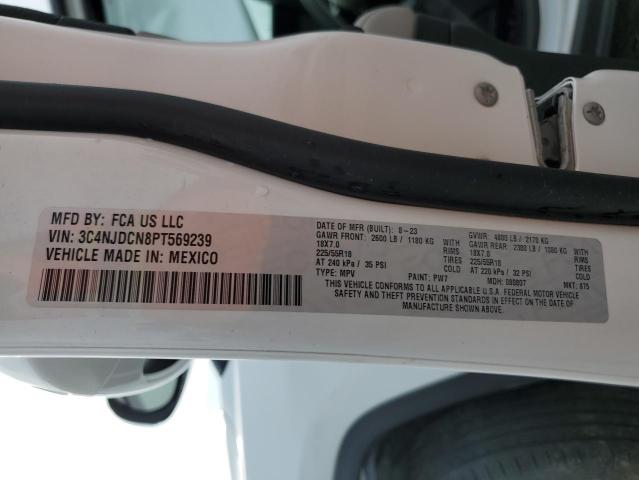 MFD BY: FCA US LLC
VIN: 3C4NJDCN8PT569239
VEHICLE MADE IN: MEXICO
DATE OF MFR (BUILT): 8-23
GAWR FRONT: 2600 LB / 1180 KG
18X7.0 RIMS
225/55R18 TIRES
AT 240 kPa / 35 PSI COLD
TYPE: MPV PAINT: PW7
GVWR: 4800 LB / 2170 KG
GAWR REAR: 2380 LB / 1080 KG
18X7.0 RIMS
225/55R18 TIRES
AT 220 kPa / 32 PSI COLD
MDH: 080807 MKT: 875
THIS VEHICLE CONFORMS TO ALL APPLICABLE U.S.A. FEDERAL MOTOR VEHICLE
SAFETY AND THEFT PREVENTION STANDARDS IN EFFECT ON THE DATE OF
MANUFACTURE SHOWN ABOVE.